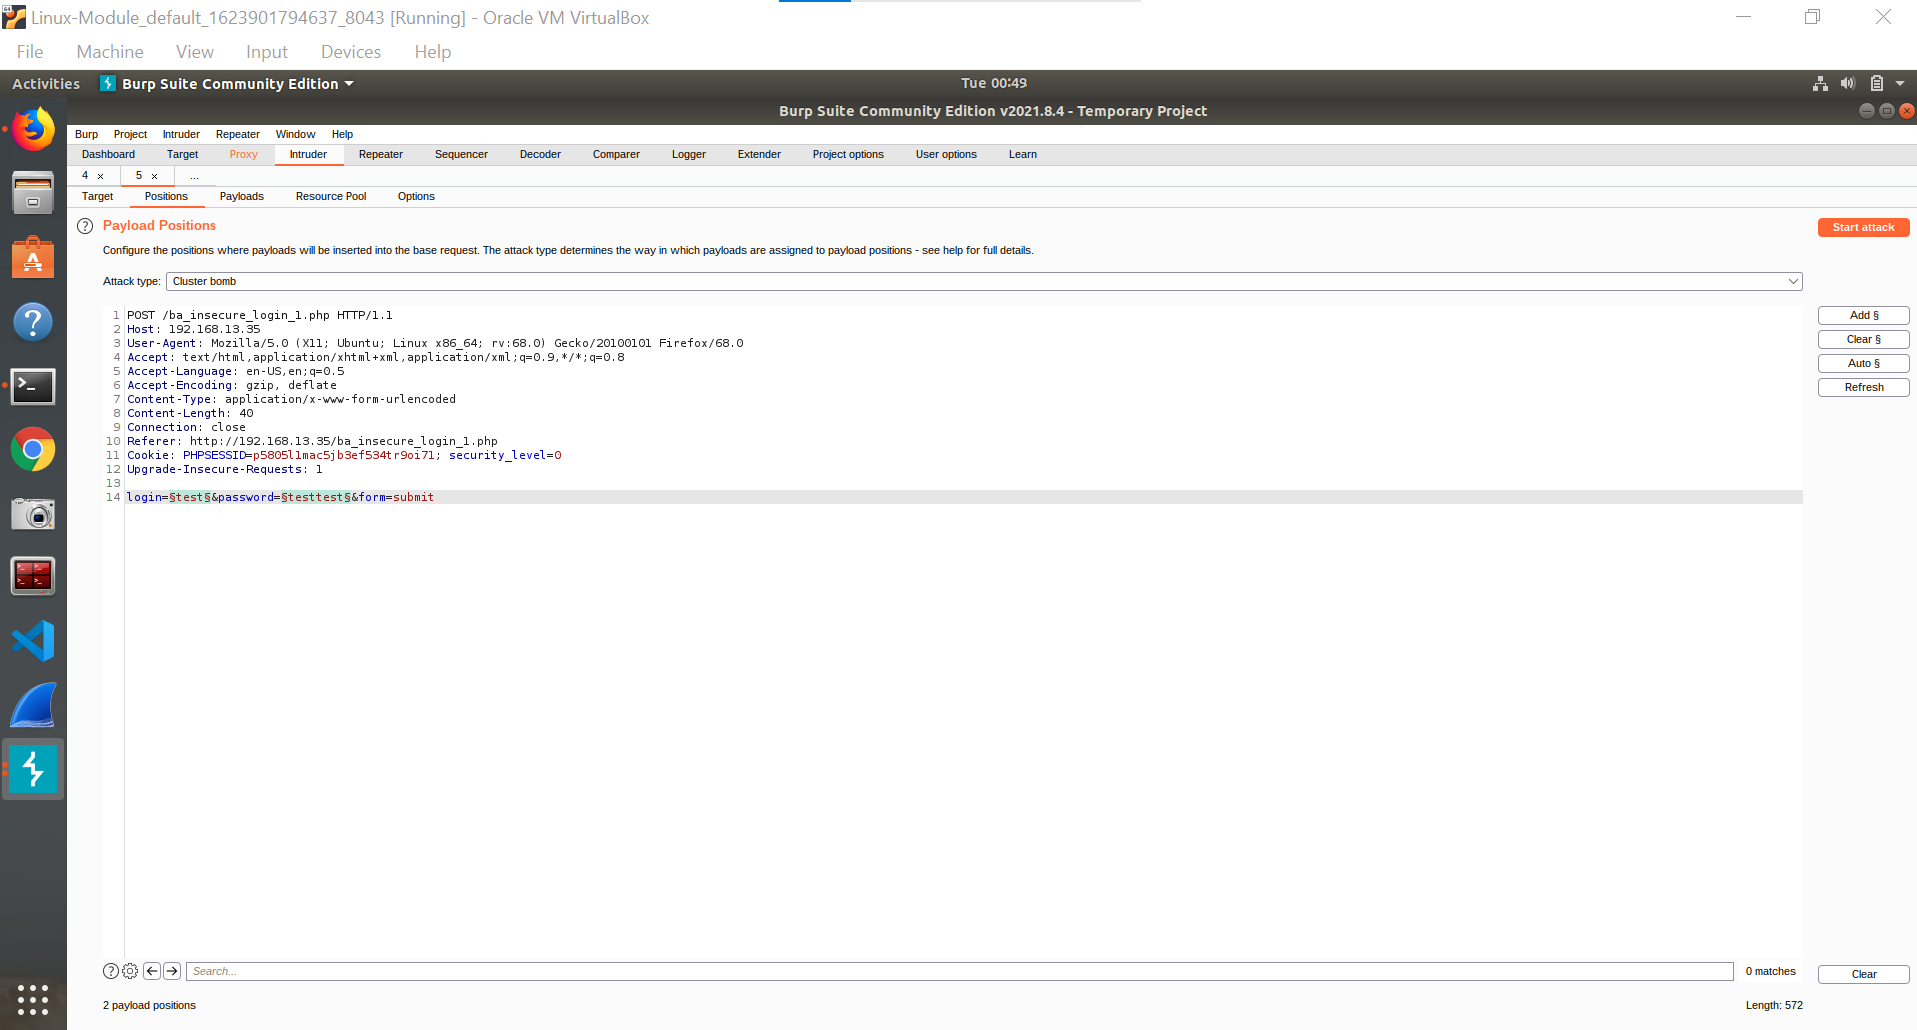 Linux-Module_default_1623901794637_8043 [Running] - Oracle VM VirtualBox
File Machine View Input Devices Help
Activities Burp Suite Community Edition Tue 00:49
Burp Suite Community Edition v2021.8.4 - Temporary Project
Burp Project Intruder Repeater Window Help
Dashboard Target Proxy Intruder Repeater Sequencer Decoder Comparer Logger Extender Project options User options Learn
4 × 5 × ...
Target Positions Payloads Resource Pool Options
? Payload Positions Start attack
Configure the positions where payloads will be inserted into the base request. The attack type determines the way in which payloads are assigned to payload positions - see help for full details.
Attack type: Cluster bomb
1 POST /ba_insecure_login_1.php HTTP/1.1 Add §
2 Host: 192.168.13.35
3 User-Agent: Mozilla/5.0 (X11; Ubuntu; Linux x86_64; rv:68.0) Gecko/20100101 Firefox/68.0 Clear §
4 Accept: text/html,application/xhtml+xml,application/xml;q=0.9,*/*;q=0.8
5 Accept-Language: en-US,en;q=0.5 Auto §
6 Accept-Encoding: gzip, deflate Refresh
7 Content-Type: application/x-www-form-urlencoded
8 Content-Length: 40
9 Connection: close
10 Referer: http://192.168.13.35/ba_insecure_login_1.php
11 Cookie: PHPSESSID=p5805l1mac5jb3ef534tr9oi71; security_level=0
12 Upgrade-Insecure-Requests: 1
13
14 login=§test§&password=§testtest§&form=submit
? Search... 0 matches Clear
2 payload positions Length: 572